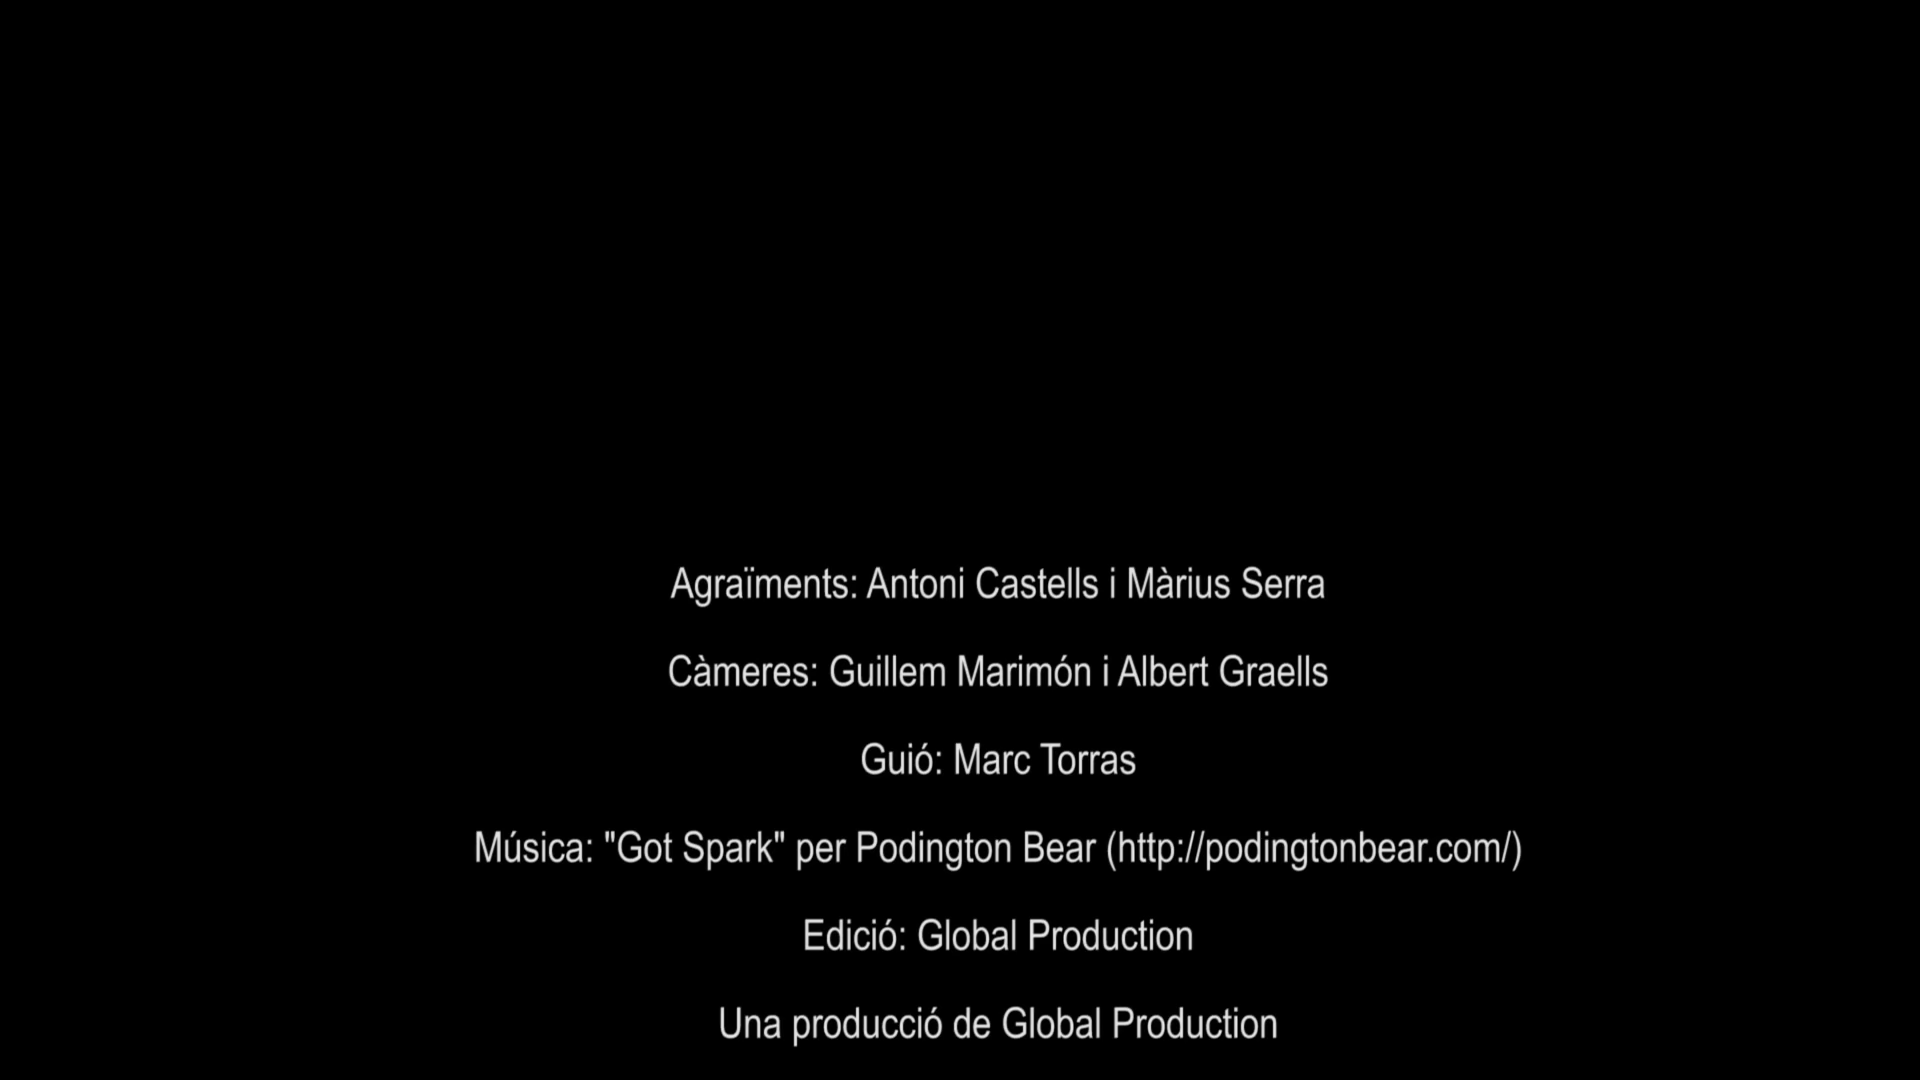 Agraïments: Antoni Castells i Màrius Serra
Càmeres: Guillem Marimón i Albert Graells
Guió: Marc Torras
Música: "Got Spark" per Podington Bear (http://podingtonbear.com/)
Edició: Global Production
Una producció de Global Production